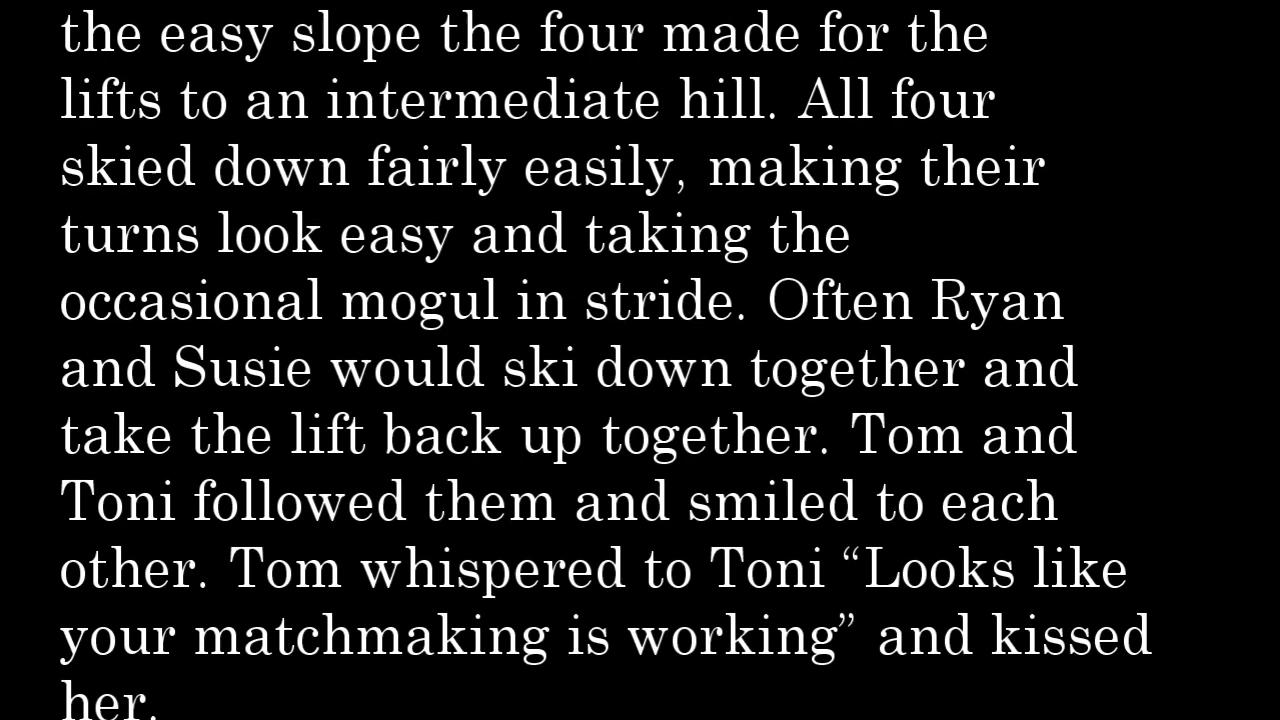 the easy slope the four made for the
lifts to an intermediate hill. All four
skied down fairly easily, making their
turns look easy and taking the
occasional mogul in stride. Often Ryan
and Susie would ski down together and
take the lift back up together. Tom and
Toni followed them and smiled to each
other. Tom whispered to Toni “Looks like
your matchmaking is working” and kissed
her.